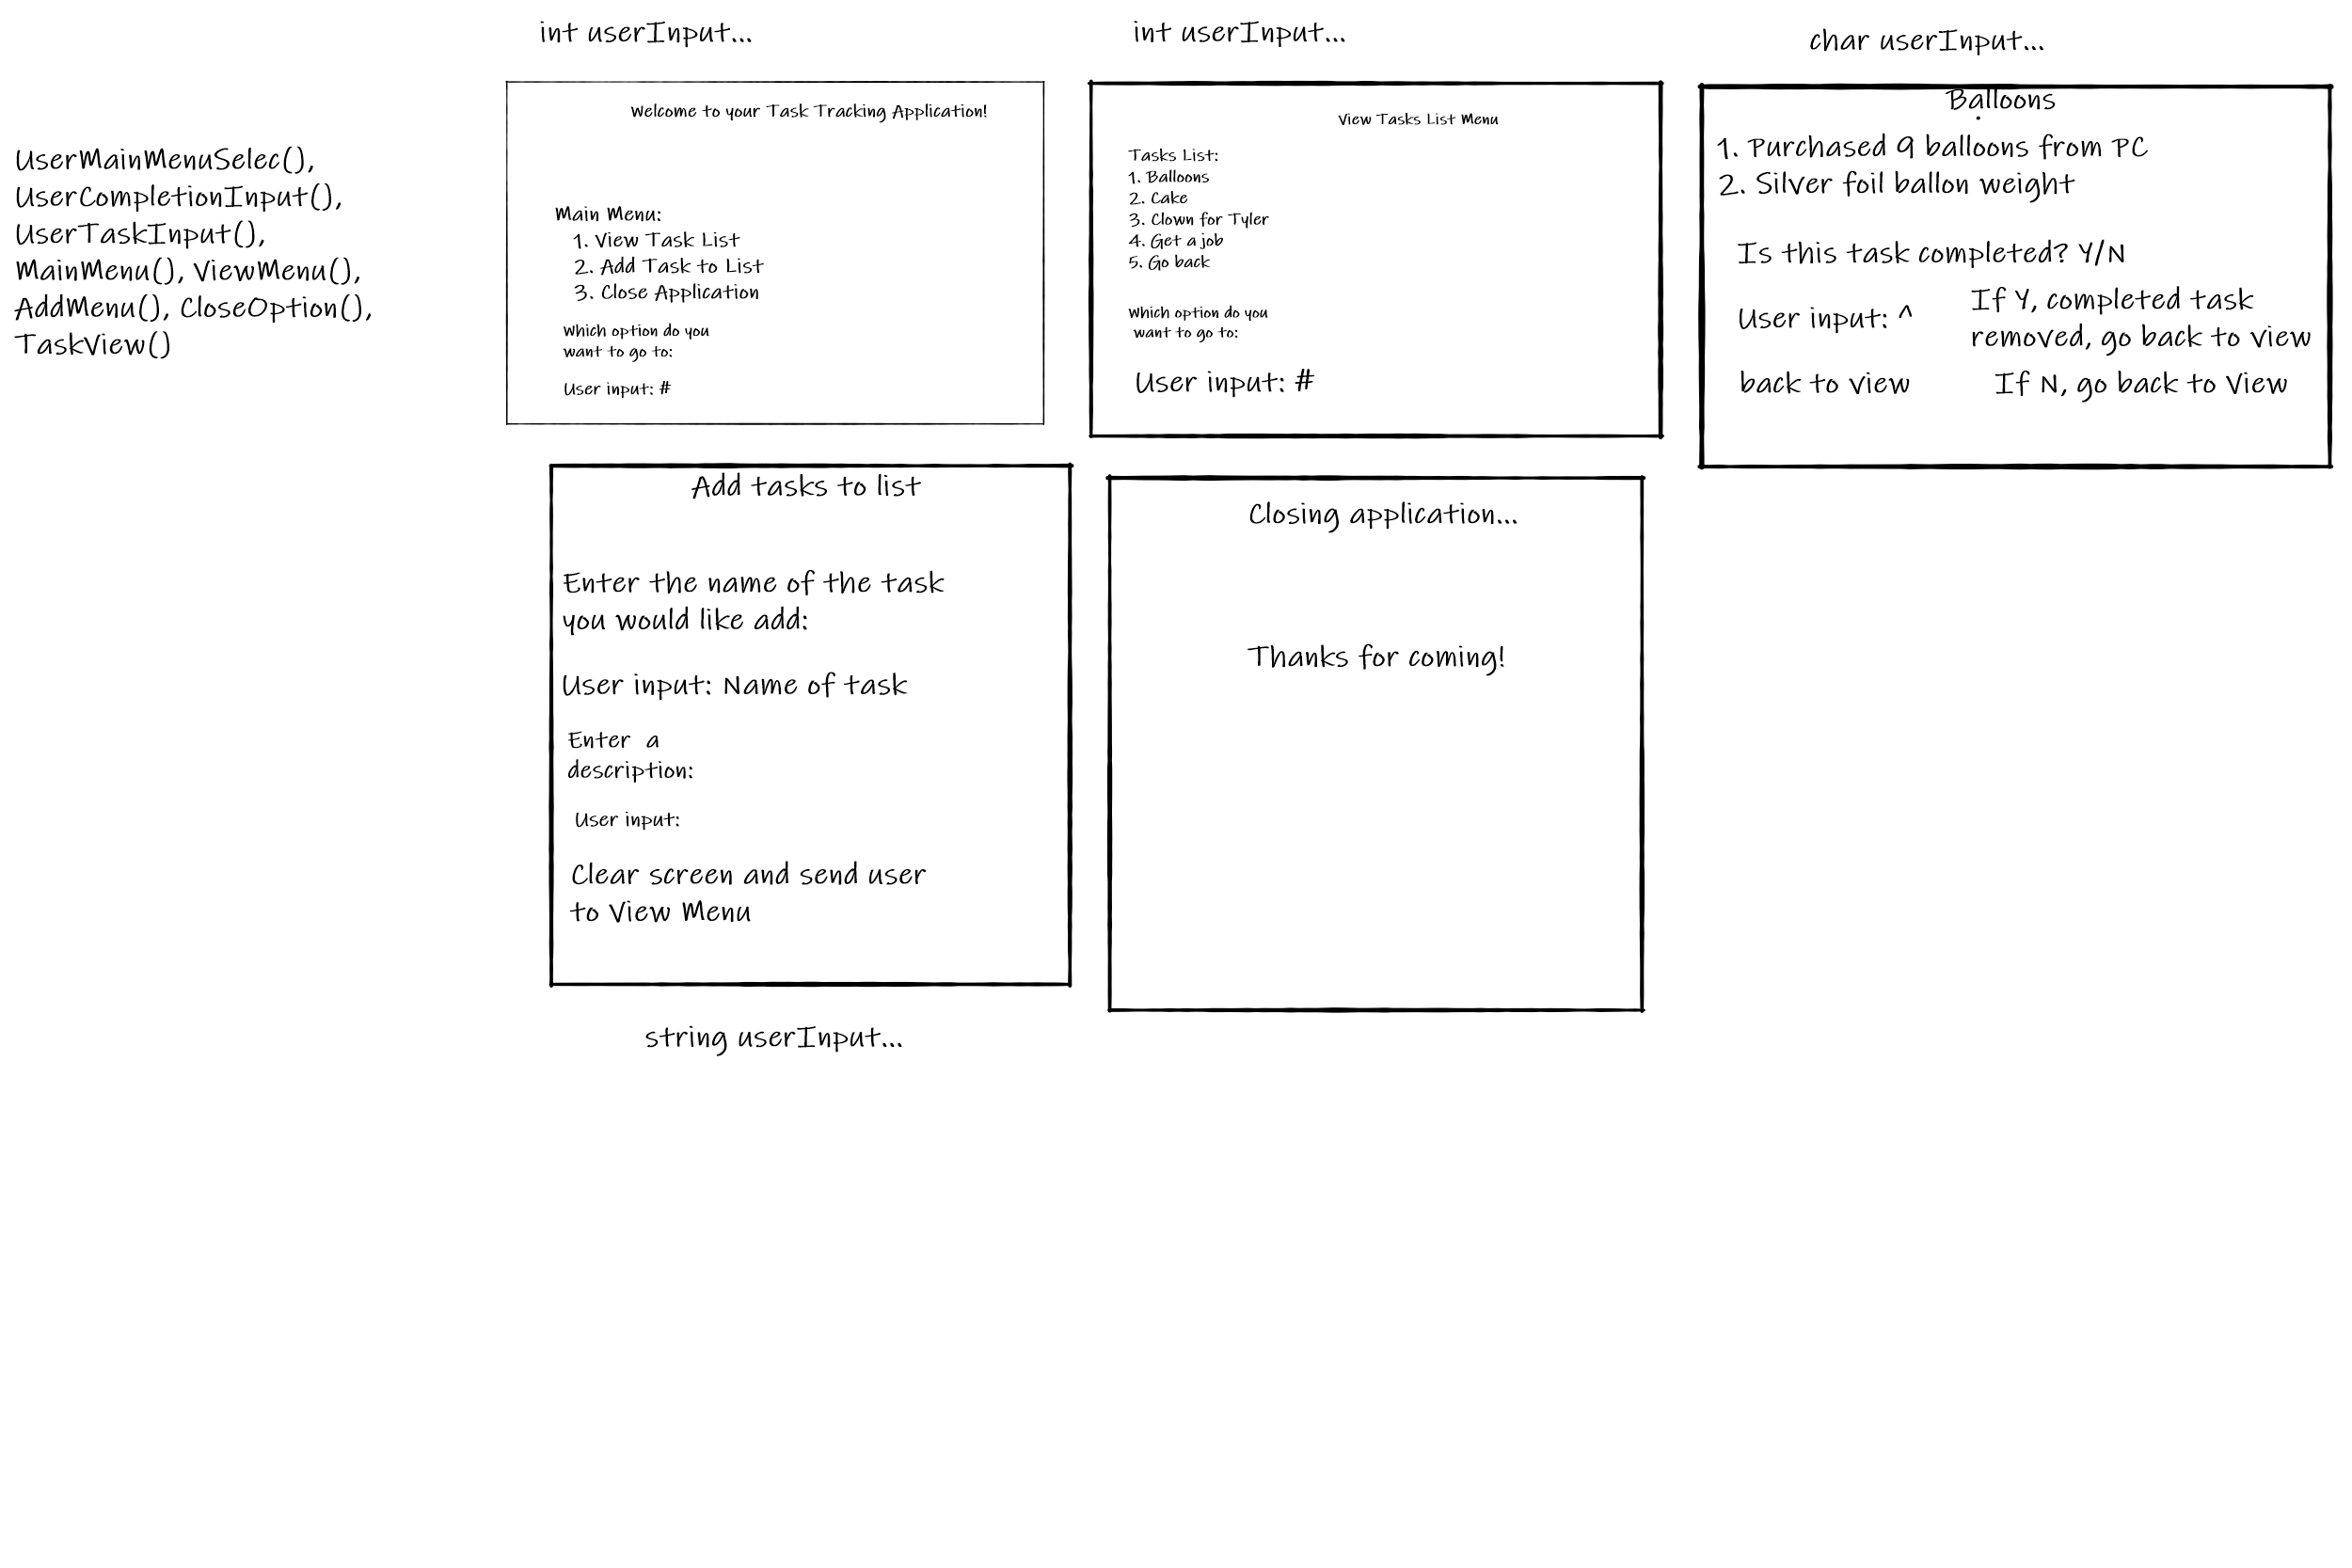 UserMainMenuSelec(),
UserCompletionInput(),
UserTaskInput(),
MainMenu(), ViewMenu(),
AddMenu(), CloseOption(),
TaskView()
int userInput...
Welcome to your Task Tracking Application!
Main Menu:
1. View Task List
2. Add Task to List
3. Close Application
Which option do you
want to go to:
User input: #
int userInput...
View Tasks List Menu
Tasks List:
1. Balloons
2. Cake
3. Clown for Tyler
4. Get a job
5. Go back
Which option do you
want to go to:
User input: #
char userInput...
Balloons
1. Purchased 9 balloons from PC
2. Silver foil ballon weight
Is this task completed? Y/N
User input: ^
If Y, completed task
removed, go back to view
back to view
If N, go back to View
Add tasks to list
Enter the name of the task
you would like add:
User input: Name of task
Enter a
description:
User input:
Clear screen and send user
to View Menu
string userInput...
Closing application...
Thanks for coming!